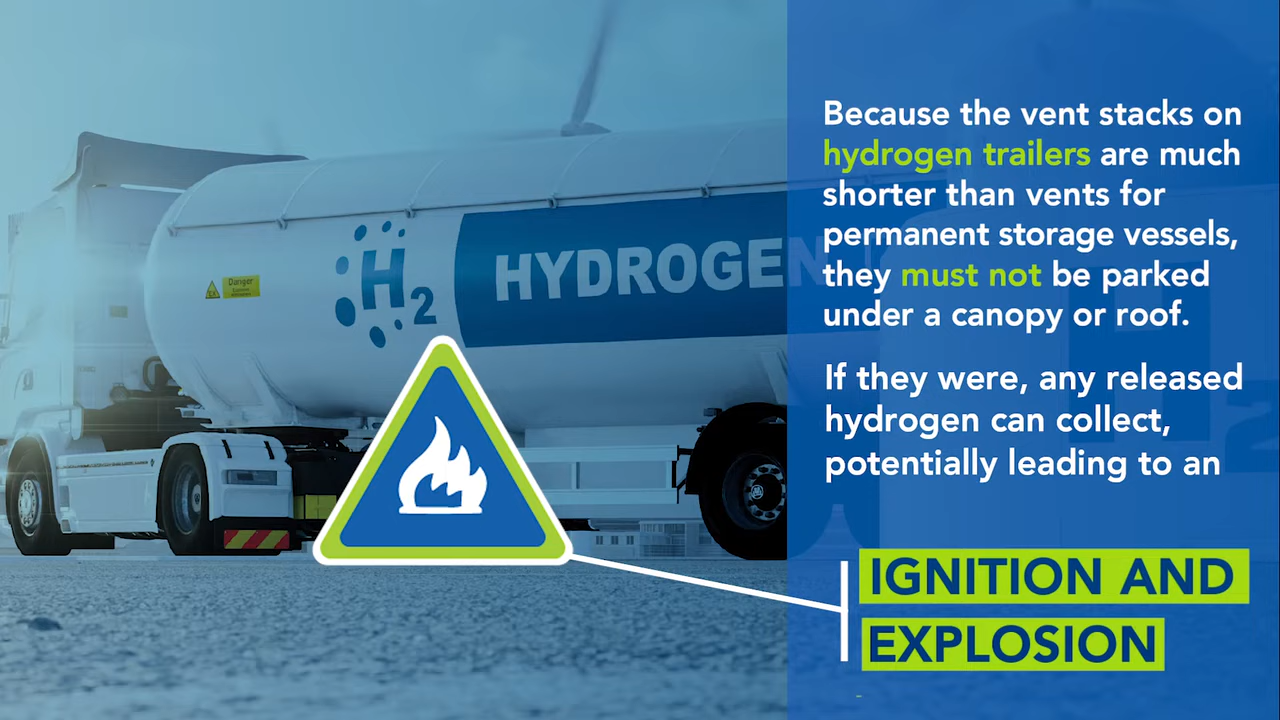 H2
HYDROGEN
Danger
Because the vent stacks on
hydrogen trailers are much
shorter than vents for
permanent storage vessels,
they must not be parked
under a canopy or roof.
If they were, any released
hydrogen can collect,
potentially leading to an
IGNITION AND
EXPLOSION